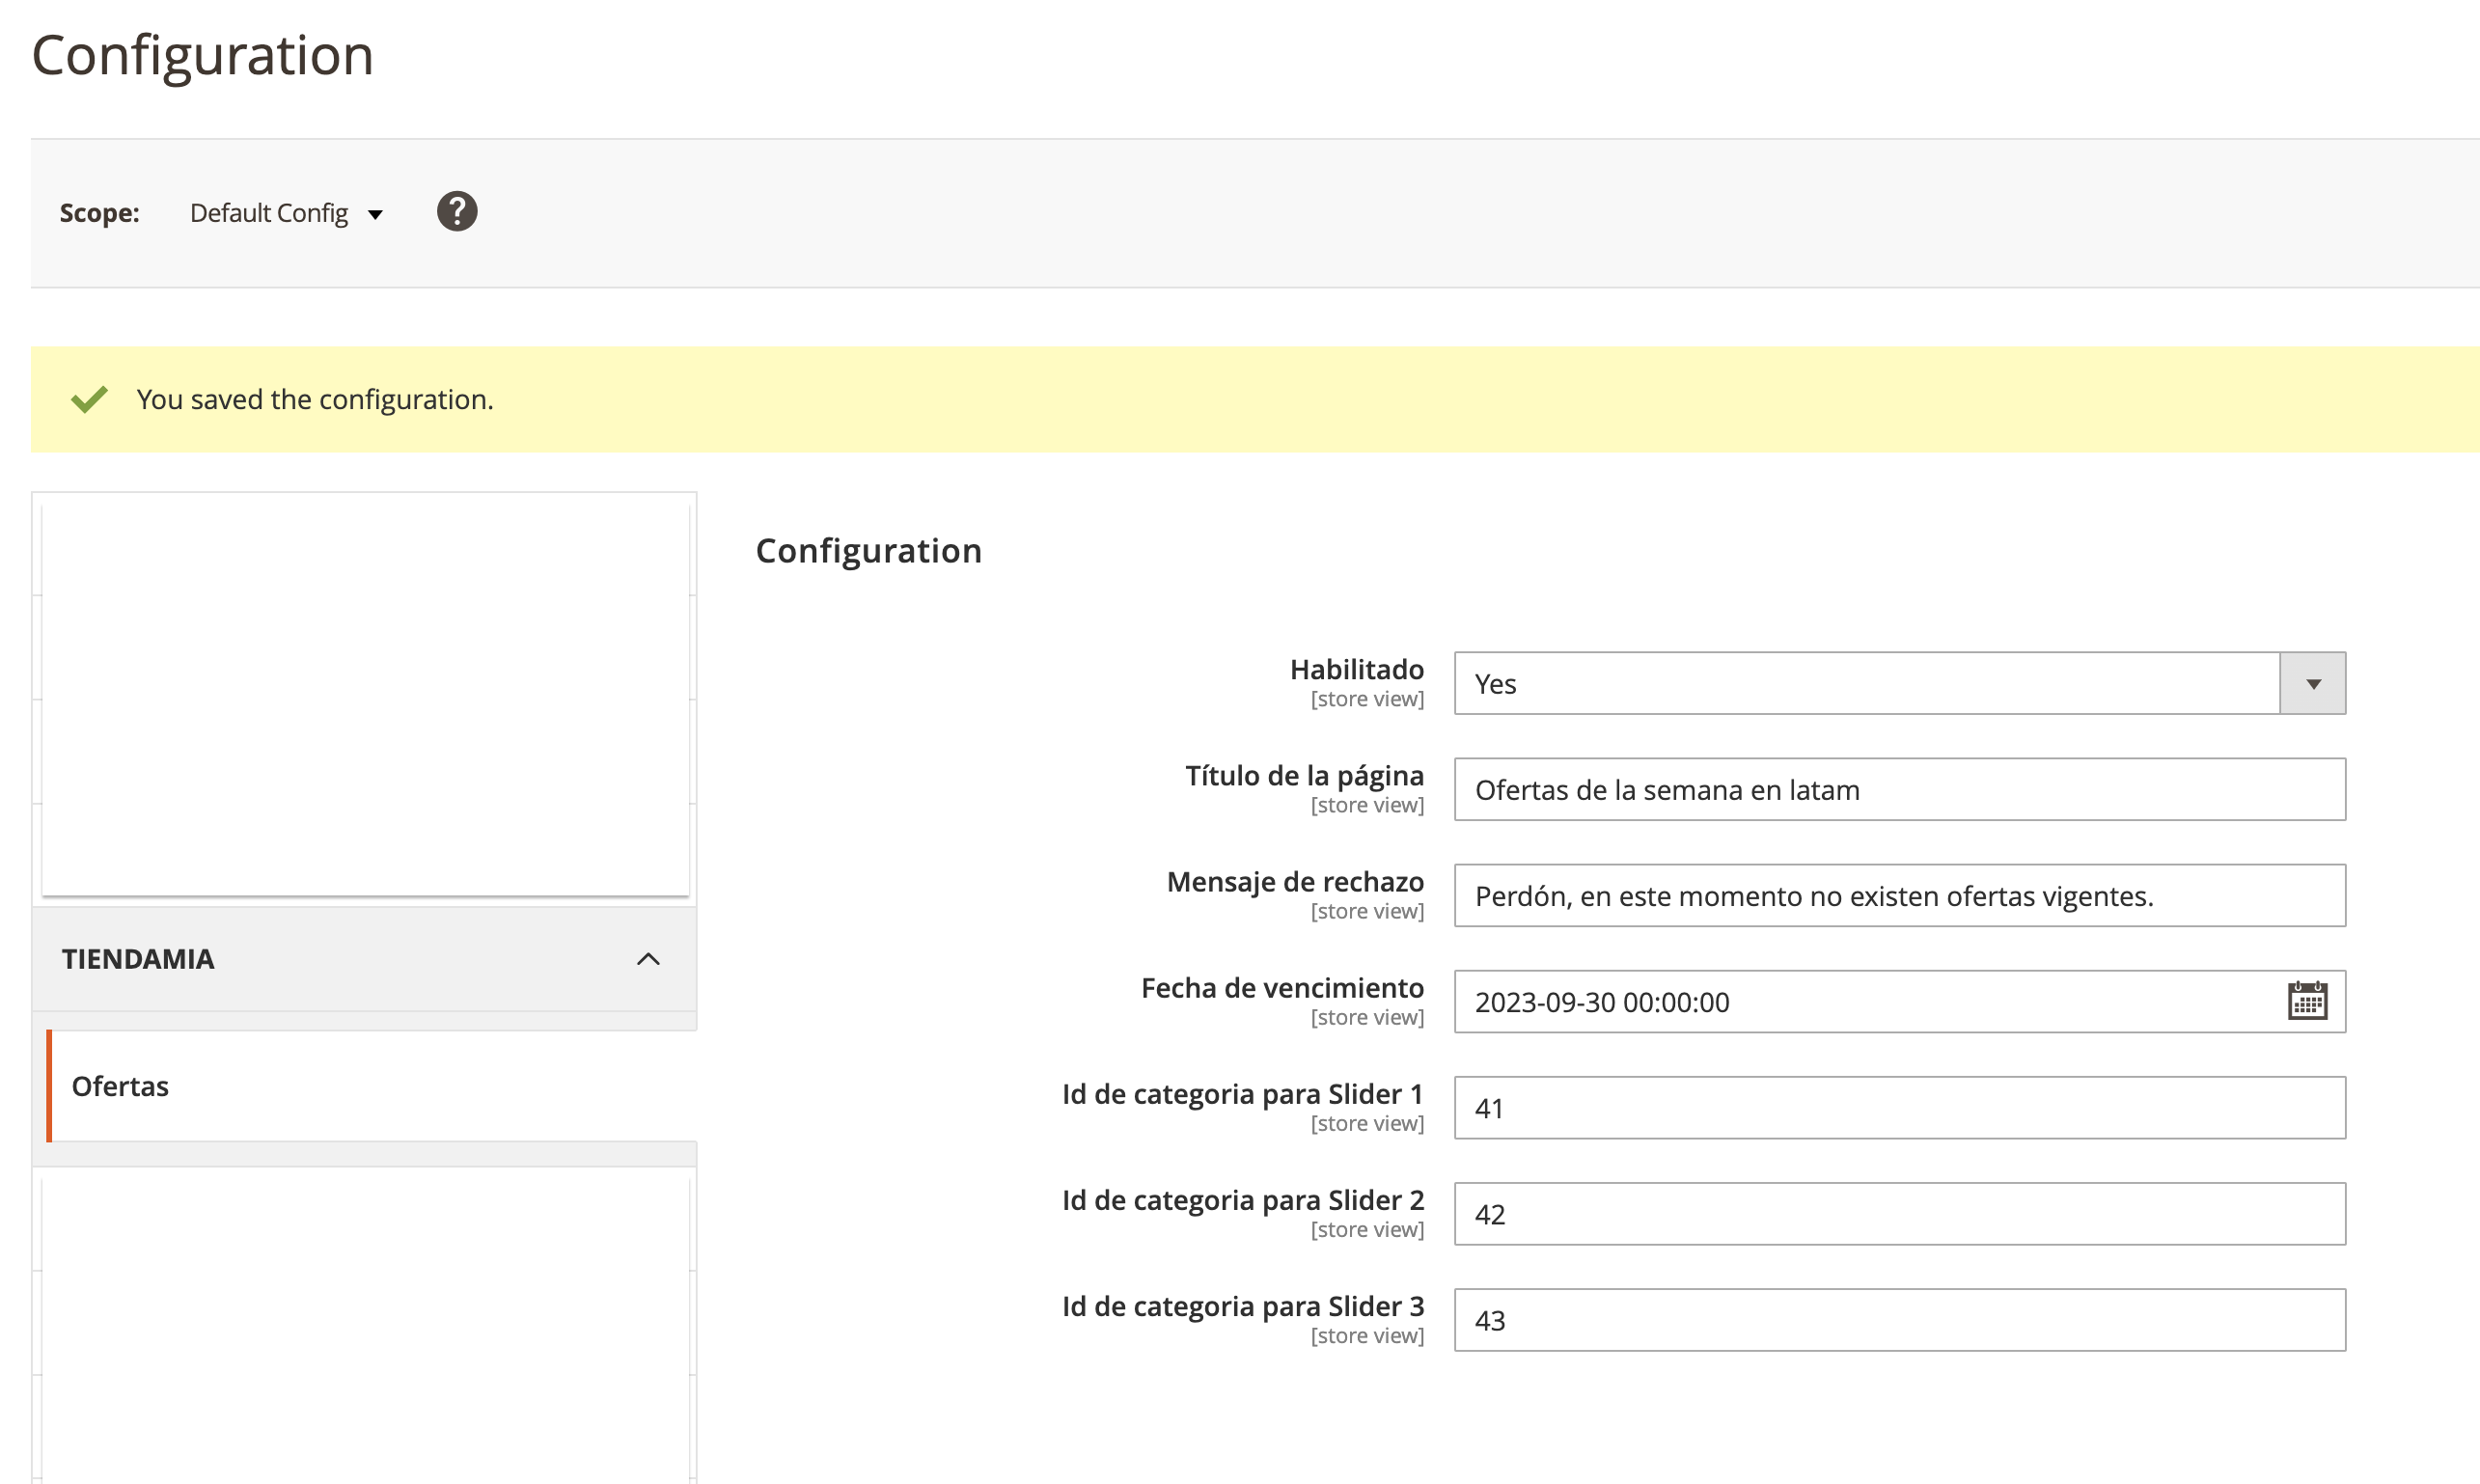 Configuration
Scope: Default Config ?
You saved the configuration.
TIENDAMIA
Ofertas
Configuration
Habilitado
[store view]
Yes
Título de la página
[store view]
Ofertas de la semana en latam
Mensaje de rechazo
[store view]
Perdón, en este momento no existen ofertas vigentes.
Fecha de vencimiento
[store view]
2023-09-30 00:00:00
Id de categoria para Slider 1
[store view]
41
Id de categoria para Slider 2
[store view]
42
Id de categoria para Slider 3
[store view]
43